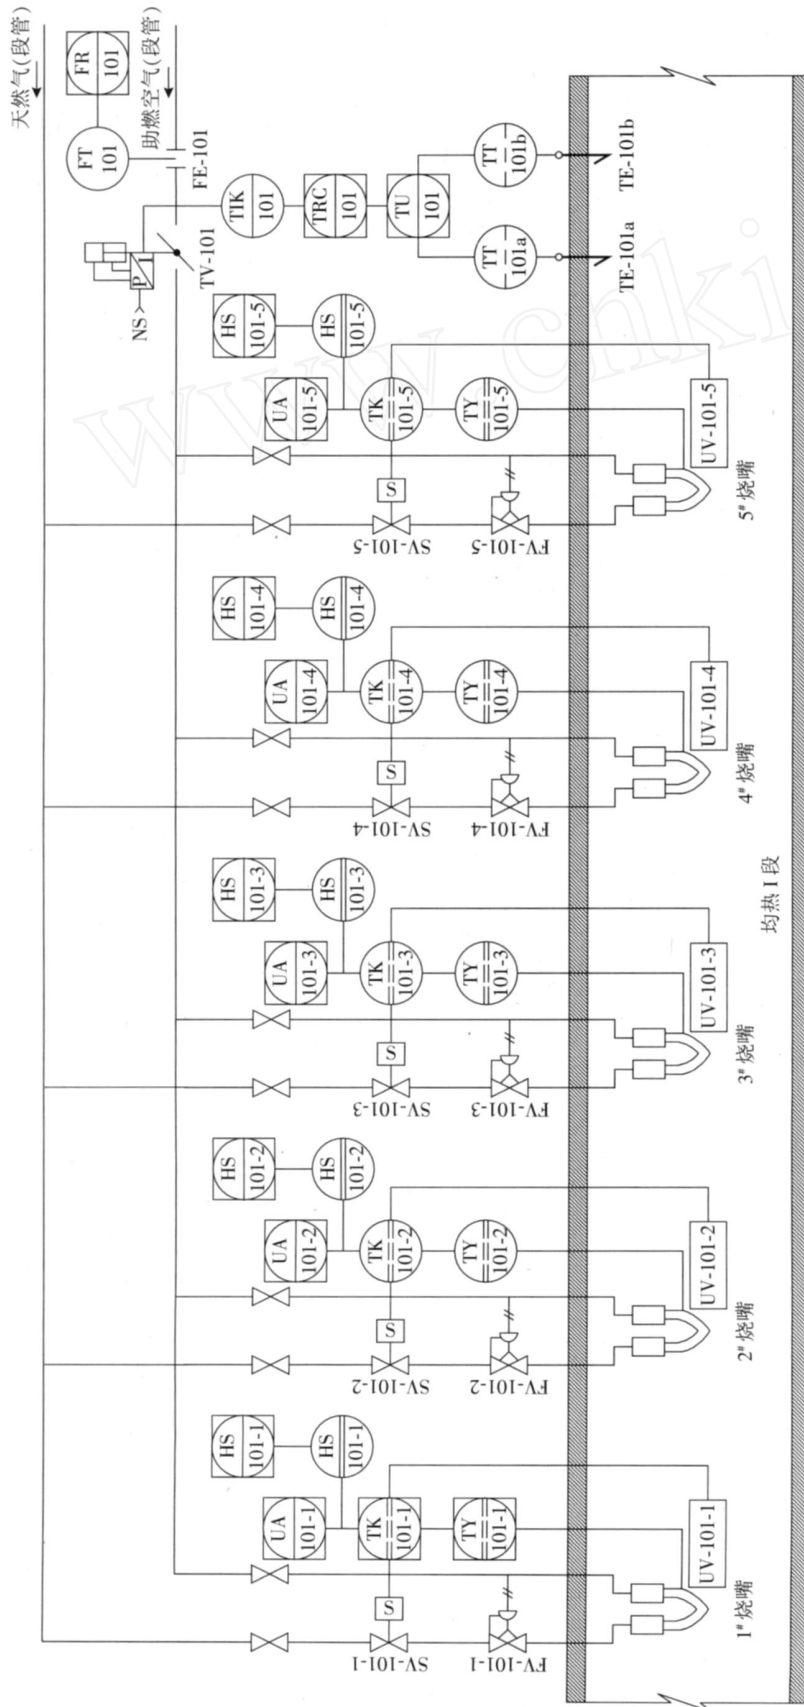 天然气(段管)
助燃空气(段管)
FR
101
FT
101
FE-101
TIK
101
TRC
101
TU
101
TT
101a
TT
101b
TE-101a
TE-101b
P
I
NS
TV-101
HS
101-5
HS
101-5
UA
101-5
TK
101-5
TY
101-5
S
SV-101-5
FV-101-5
UV-101-5
5# 烧嘴
HS
101-4
HS
101-4
UA
101-4
TK
101-4
TY
101-4
S
SV-101-4
FV-101-4
UV-101-4
4# 烧嘴
HS
101-3
HS
101-3
UA
101-3
TK
101-3
TY
101-3
S
SV-101-3
FV-101-3
UV-101-3
3# 烧嘴
均热 I 段
HS
101-2
HS
101-2
UA
101-2
TK
101-2
TY
101-2
S
SV-101-2
FV-101-2
UV-101-2
2# 烧嘴
HS
101-1
HS
101-1
UA
101-1
TK
101-1
TY
101-1
S
SV-101-1
FV-101-1
UV-101-1
1# 烧嘴
www.cnki